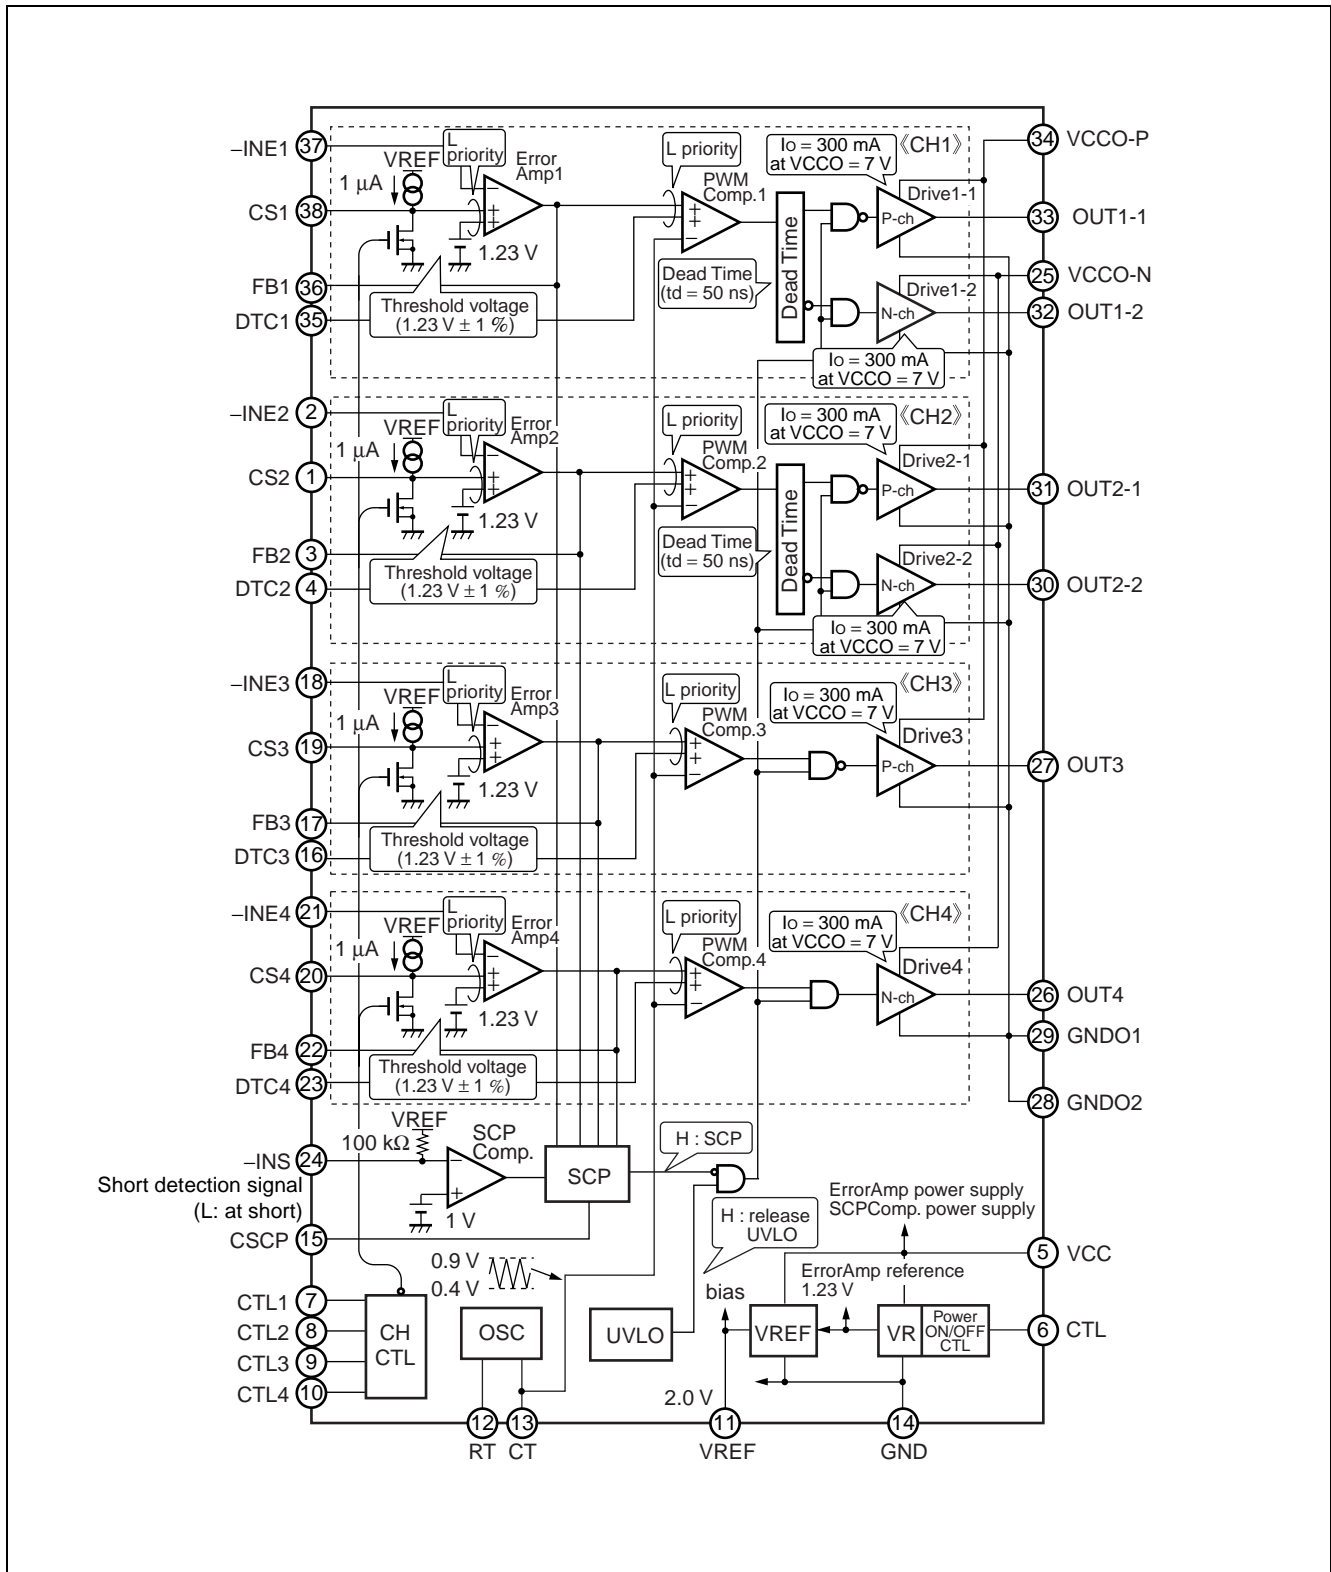 –INE1 37
L priority
VREF
1 µA
Error Amp1
CS1 38
1.23 V
FB1 36
DTC1 35
Threshold voltage
(1.23 V ± 1 %)
L priority
PWM Comp.1
Dead Time
(td = 50 ns)
Dead Time
IO = 300 mA
at VCCO = 7 V
《CH1》
Drive1-1
P-ch
Drive1-2
N-ch
IO = 300 mA
at VCCO = 7 V
34 VCCO-P
33 OUT1-1
25 VCCO-N
32 OUT1-2
–INE2 2
L priority
VREF
1 µA
Error Amp2
CS2 1
1.23 V
FB2 3
DTC2 4
Threshold voltage
(1.23 V ± 1 %)
L priority
PWM Comp.2
Dead Time
(td = 50 ns)
Dead Time
IO = 300 mA
at VCCO = 7 V
《CH2》
Drive2-1
P-ch
Drive2-2
N-ch
IO = 300 mA
at VCCO = 7 V
31 OUT2-1
30 OUT2-2
–INE3 18
L priority
VREF
1 µA
Error Amp3
CS3 19
1.23 V
FB3 17
DTC3 16
Threshold voltage
(1.23 V ± 1 %)
L priority
PWM Comp.3
IO = 300 mA
at VCCO = 7 V
《CH3》
Drive3
P-ch
27 OUT3
–INE4 21
L priority
VREF
1 µA
Error Amp4
CS4 20
1.23 V
FB4 22
DTC4 23
Threshold voltage
(1.23 V ± 1 %)
L priority
PWM Comp.4
IO = 300 mA
at VCCO = 7 V
《CH4》
Drive4
N-ch
26 OUT4
29 GNDO1
28 GNDO2
VREF
100 kΩ
–INS 24
Short detection signal
(L: at short)
SCP Comp.
1 V
SCP
H : SCP
CSCP 15
H : release UVLO
ErrorAmp power supply
SCPComp. power supply
5 VCC
0.9 V
0.4 V
bias
ErrorAmp reference
1.23 V
CTL1 7
CTL2 8
CTL3 9
CTL4 10
CH CTL
OSC
UVLO
VREF
VR
Power ON/OFF CTL
6 CTL
2.0 V
12 RT
13 CT
11 VREF
14 GND